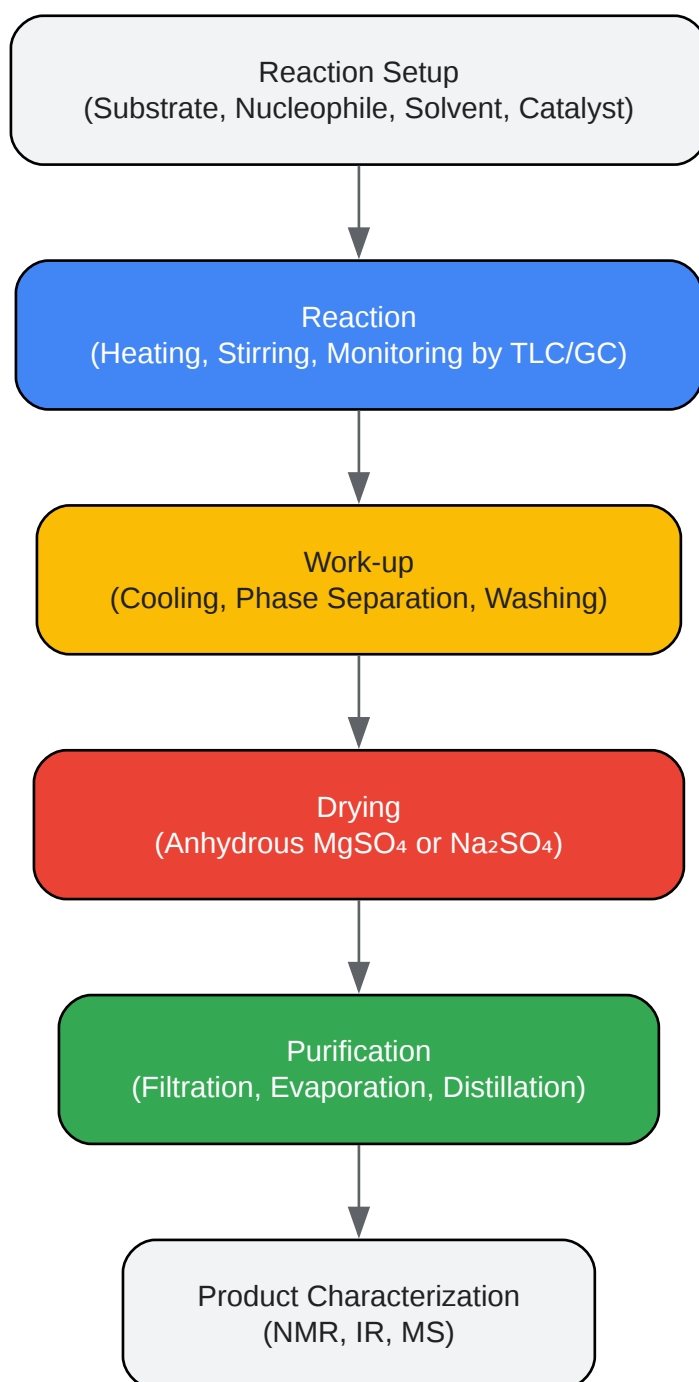 Reaction Setup
(Substrate, Nucleophile, Solvent, Catalyst)
Reaction
(Heating, Stirring, Monitoring by TLC/GC)
Work-up
(Cooling, Phase Separation, Washing)
Drying
(Anhydrous MgSO₄ or Na₂SO₄)
Purification
(Filtration, Evaporation, Distillation)
Product Characterization
(NMR, IR, MS)